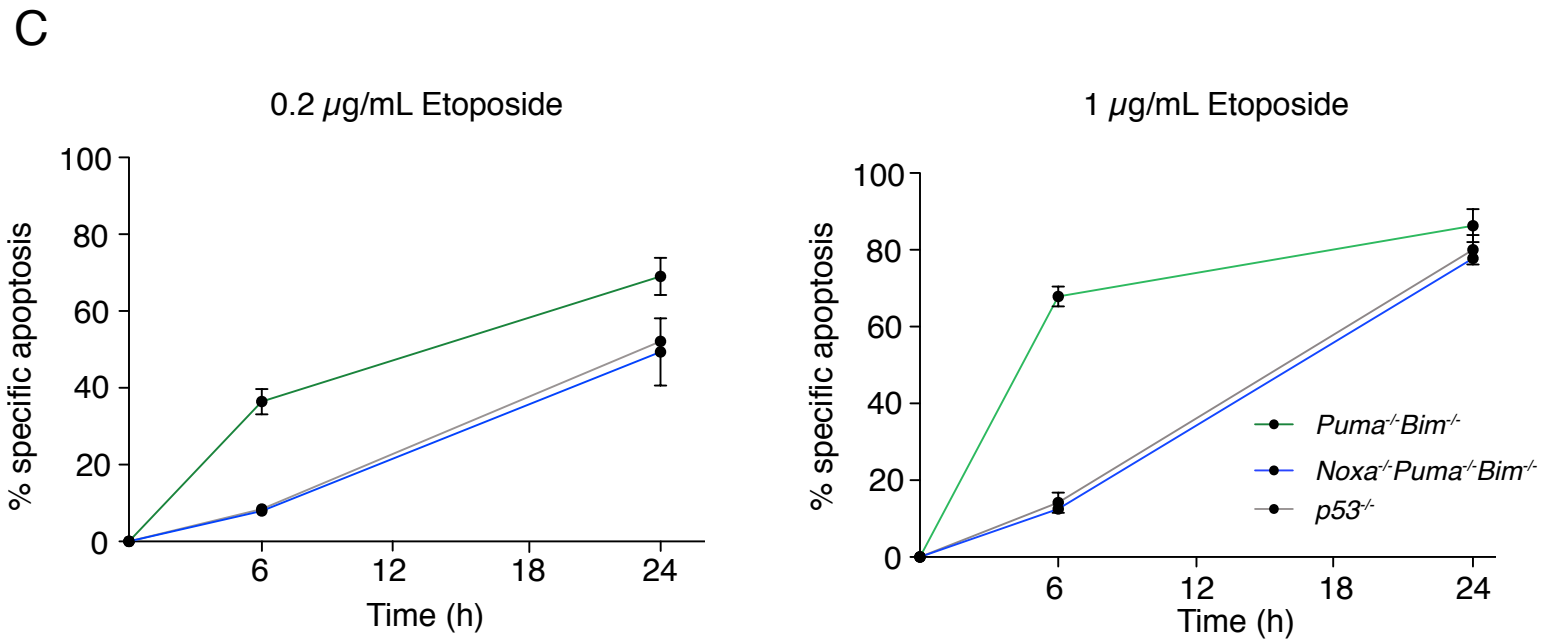 C
0.2 µg/mL Etoposide
100
80
60
40
20
0
% specific apoptosis
6 12 18 24
Time (h)
1 µg/mL Etoposide
100
80
60
40
20
0
% specific apoptosis
6 12 18 24
Time (h)
Puma-/-Bim-/-
Noxa-/-Puma-/-Bim-/-
p53-/-